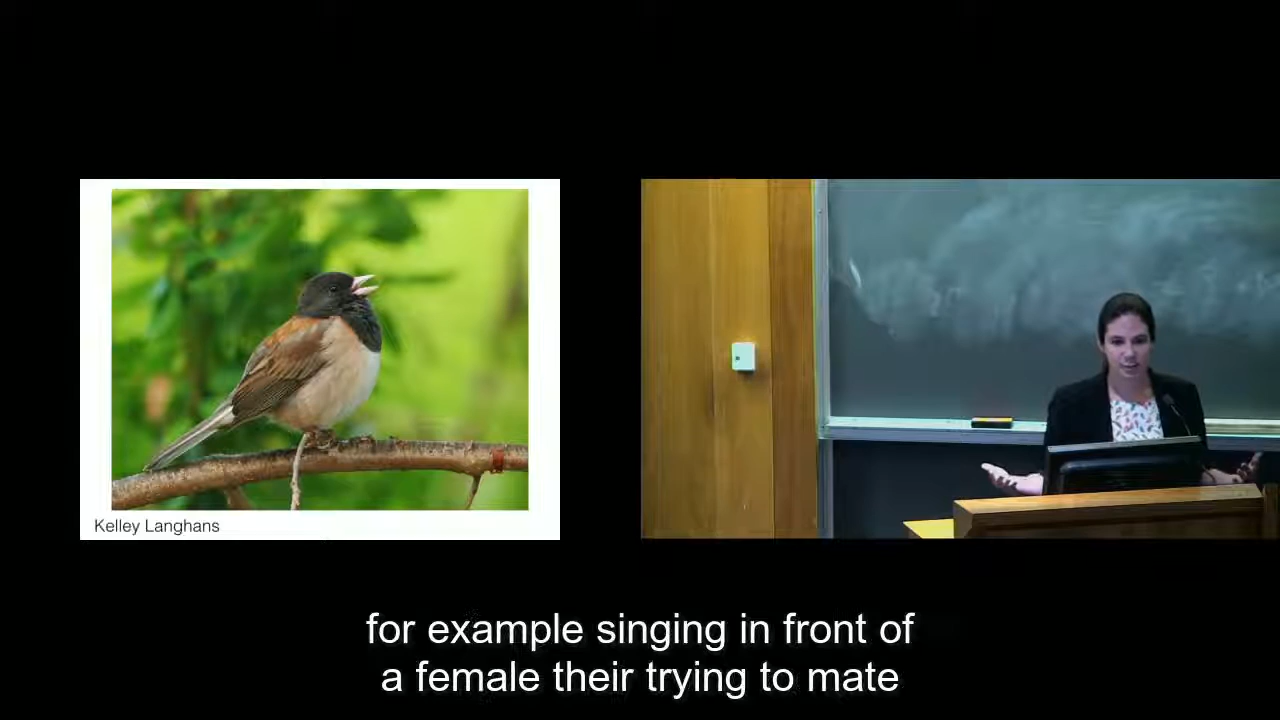 Kelley Langhans
for example singing in front of
a female their trying to mate